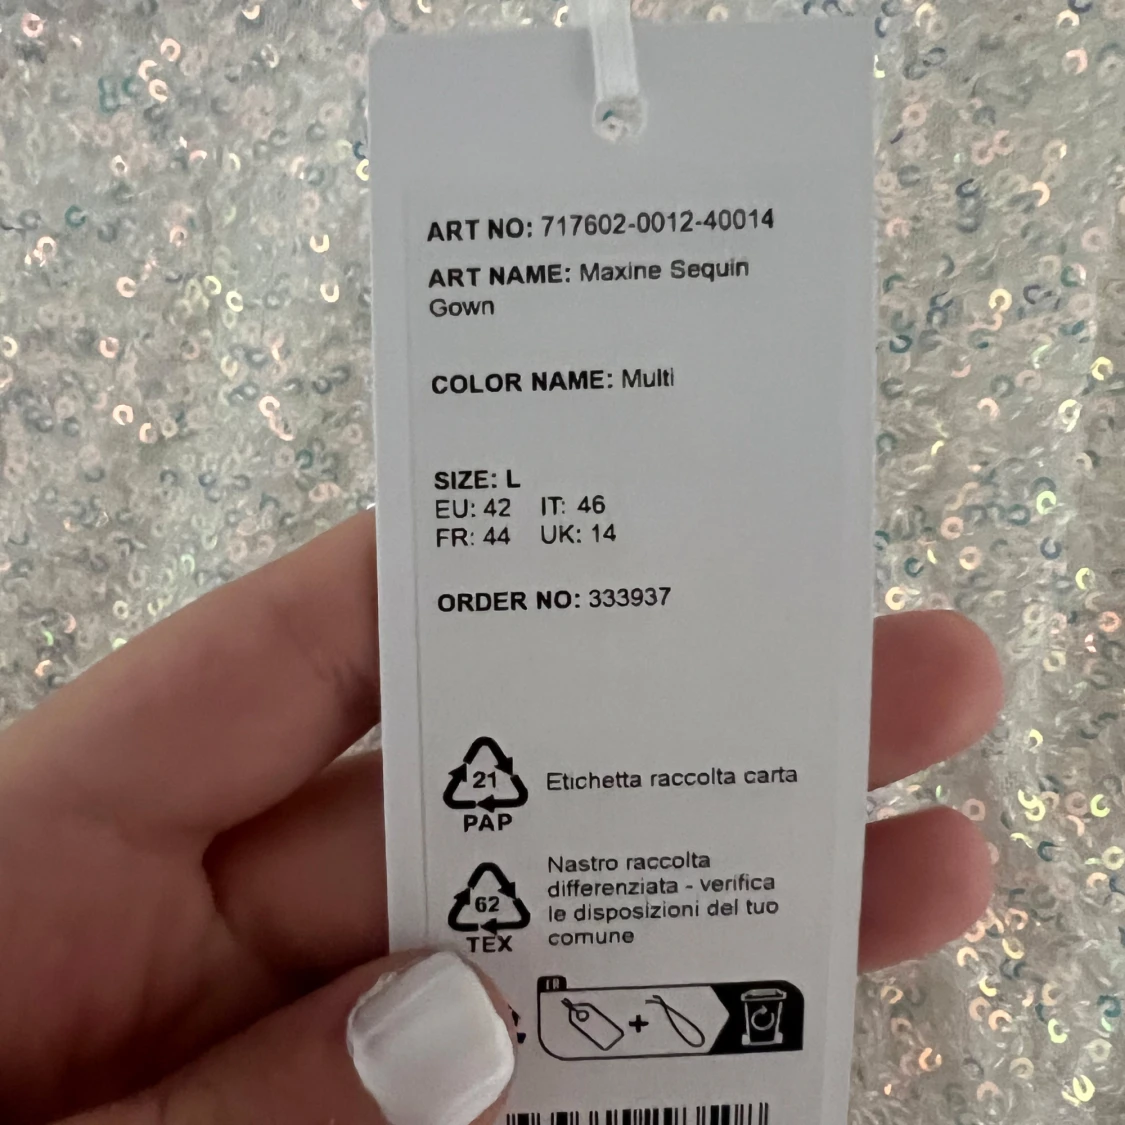 ART NO: 717602-0012-40014
ART NAME: Maxine Sequin
Gown
COLOR NAME: Multi
SIZE: L
EU: 42 IT: 46
FR: 44 UK: 14
ORDER NO: 333937
21
PAP
Etichetta raccolta carta
62
TEX
Nastro raccolta
differenziata - verifica
le disposizioni del tuo
comune
FR
+